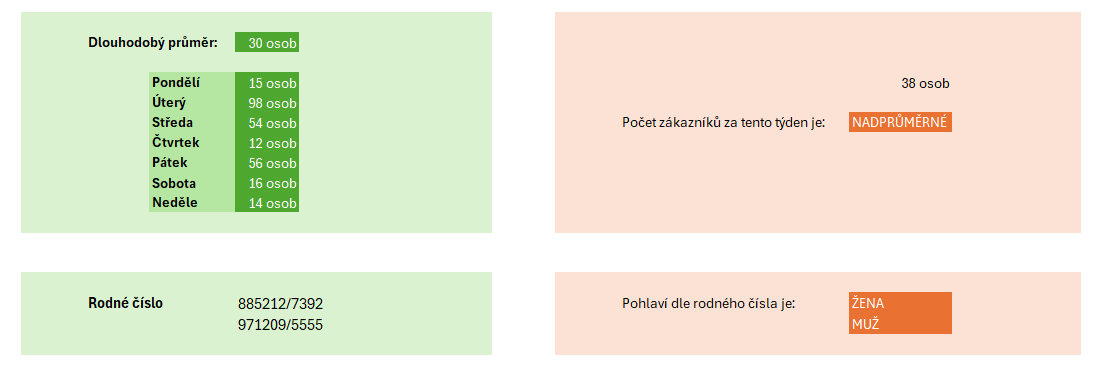 Dlouhodobý průměr: 30 osob
Pondělí 15 osob
Úterý 98 osob
Středa 54 osob
Čtvrtek 12 osob
Pátek 56 osob
Sobota 16 osob
Neděle 14 osob
38 osob
Počet zákazníků za tento týden je: NADPRŮMĚRNÉ
Rodné číslo 885212/7392
971209/5555
Pohlaví dle rodného čísla je: ŽENA
MUŽ